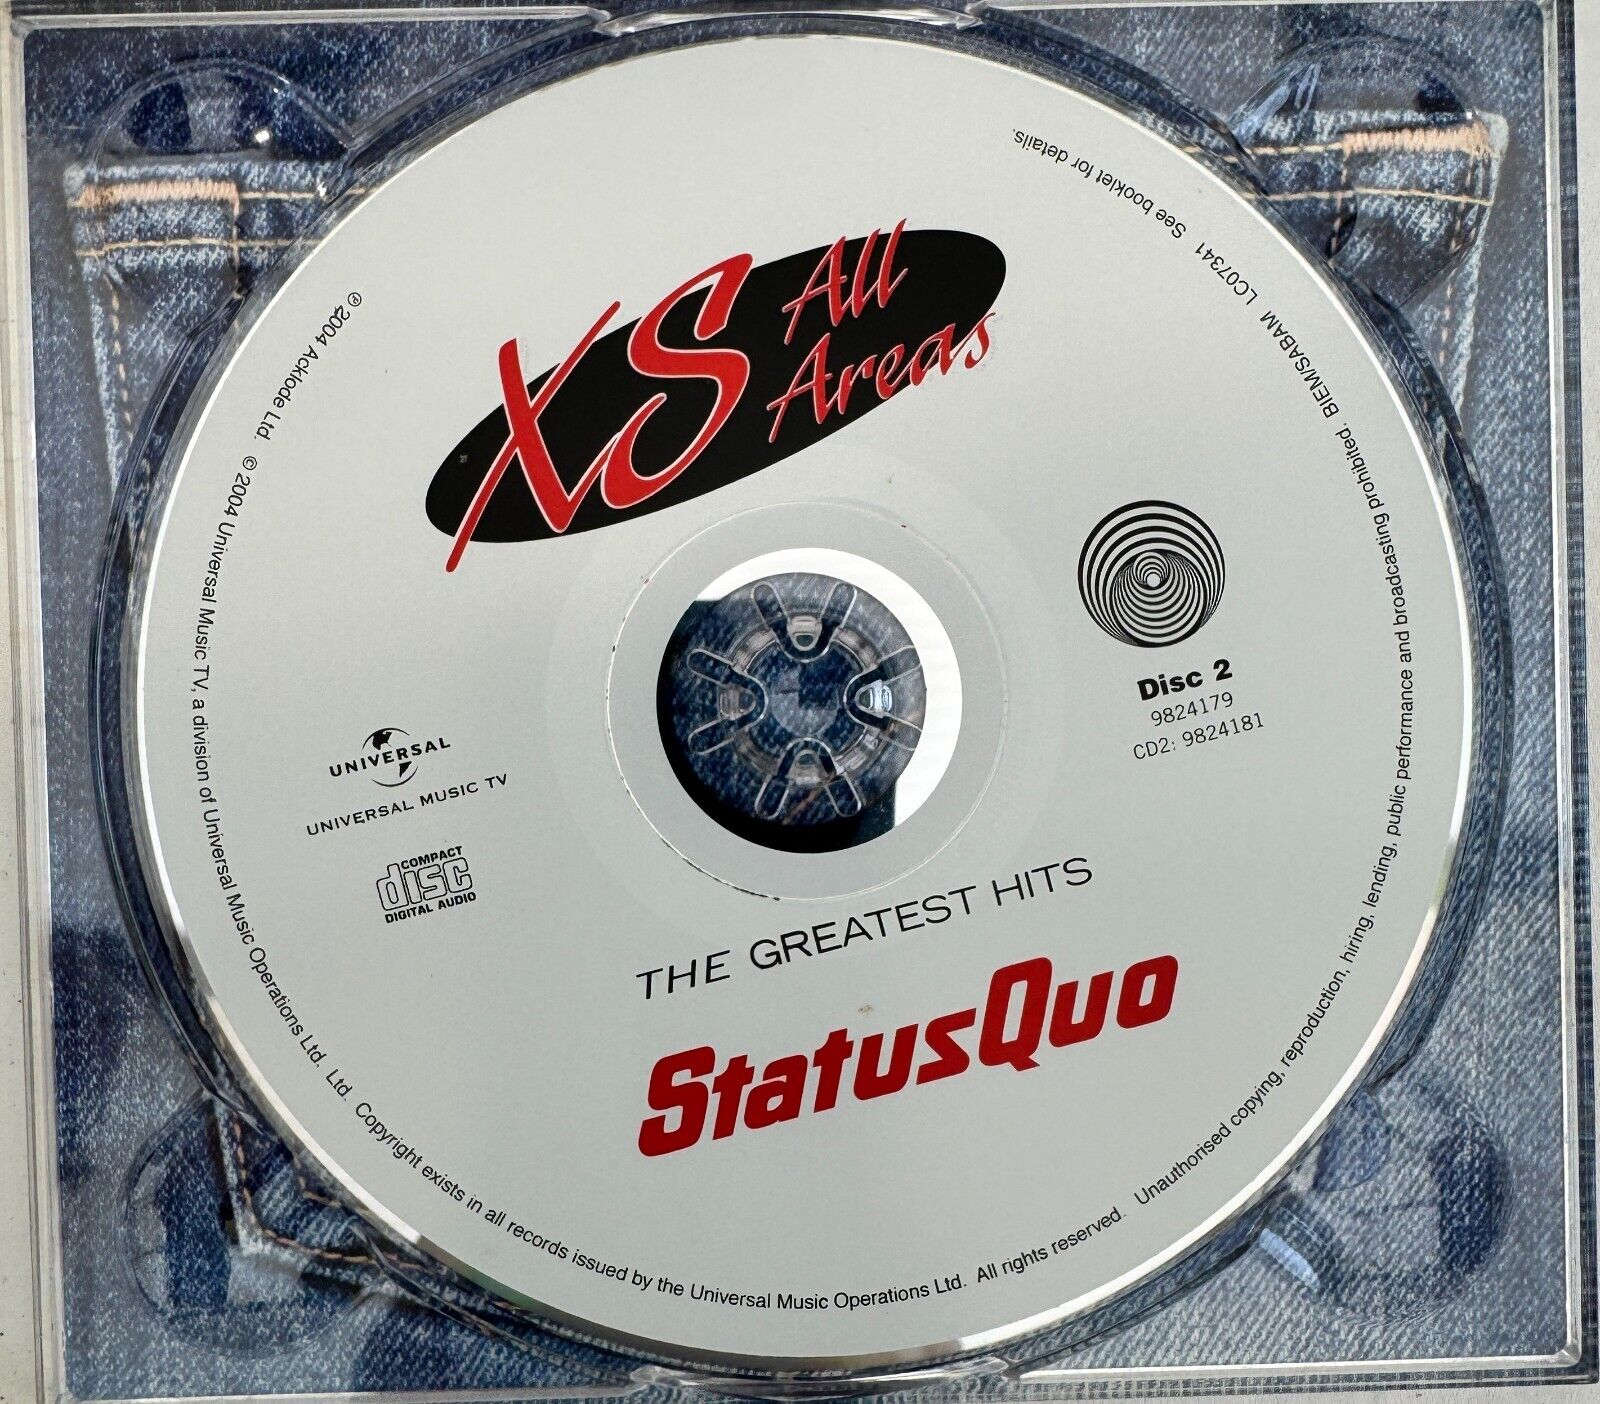 XS All
Areas
Disc 2
9824179
CD2: 9824181
UNIVERSAL
UNIVERSAL MUSIC TV
COMPACT
disc
DIGITAL AUDIO
THE GREATEST HITS
StatusQuo
℗ 2004 Acklode Ltd. © 2004 Universal Music TV, a division of Universal Music Operations Ltd. Ltd. Copyright exists in all records issued by the Universal Music Operations Ltd. All rights reserved. Unauthorised copying, reproduction, hiring, lending, public performance and broadcasting prohibited. BIEM/SABAM LC07341 See booklet for details.